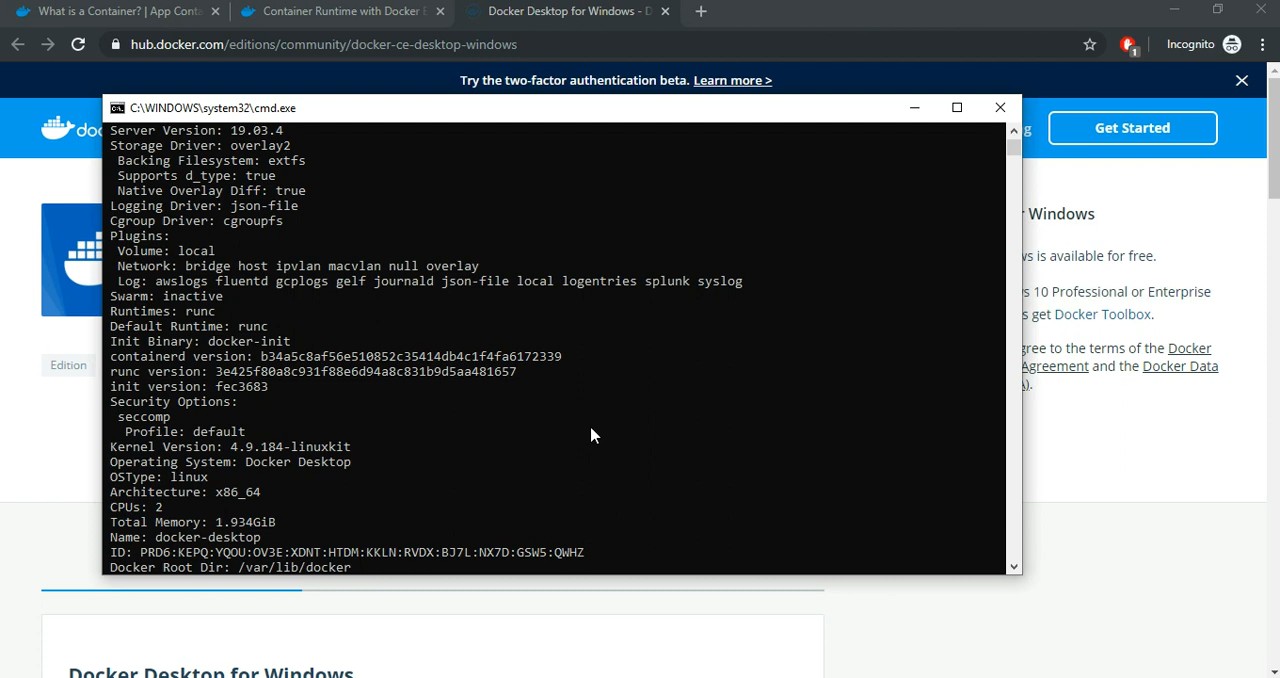 What is a Container? | App Conta
Container Runtime with Docker E
Docker Desktop for Windows - D
hub.docker.com/editions/community/docker-ce-desktop-windows
1
Incognito
Try the two-factor authentication beta. Learn more >
C:\WINDOWS\system32\cmd.exe
doc
g
Get Started
Server Version: 19.03.4
Storage Driver: overlay2
Backing Filesystem: extfs
Supports d_type: true
Native Overlay Diff: true
Logging Driver: json-file
Cgroup Driver: cgroupfs
Plugins:
Volume: local
Network: bridge host ipvlan macvlan null overlay
Log: awslogs fluentd gcplogs gelf journald json-file local logentries splunk syslog
Swarm: inactive
Runtimes: runc
Default Runtime: runc
Init Binary: docker-init
containerd version: b34a5c8af56e510852c35414db4c1f4fa6172339
runc version: 3e425f80a8c931f88e6d94a8c831b9d5aa481657
init version: fec3683
Security Options:
seccomp
Profile: default
Kernel Version: 4.9.184-linuxkit
Operating System: Docker Desktop
OSType: linux
Architecture: x86_64
CPUs: 2
Total Memory: 1.934GiB
Name: docker-desktop
ID: PRD6:KEPQ:YQOU:OV3E:XDNT:HTDM:KKLN:RVDX:BJ7L:NX7D:GSW5:QWHZ
Docker Root Dir: /var/lib/docker
r Windows
ws is available for free.
s 10 Professional or Enterprise
s get Docker Toolbox.
gree to the terms of the Docker
Agreement and the Docker Data
).
Edition
Docker Desktop for Windows